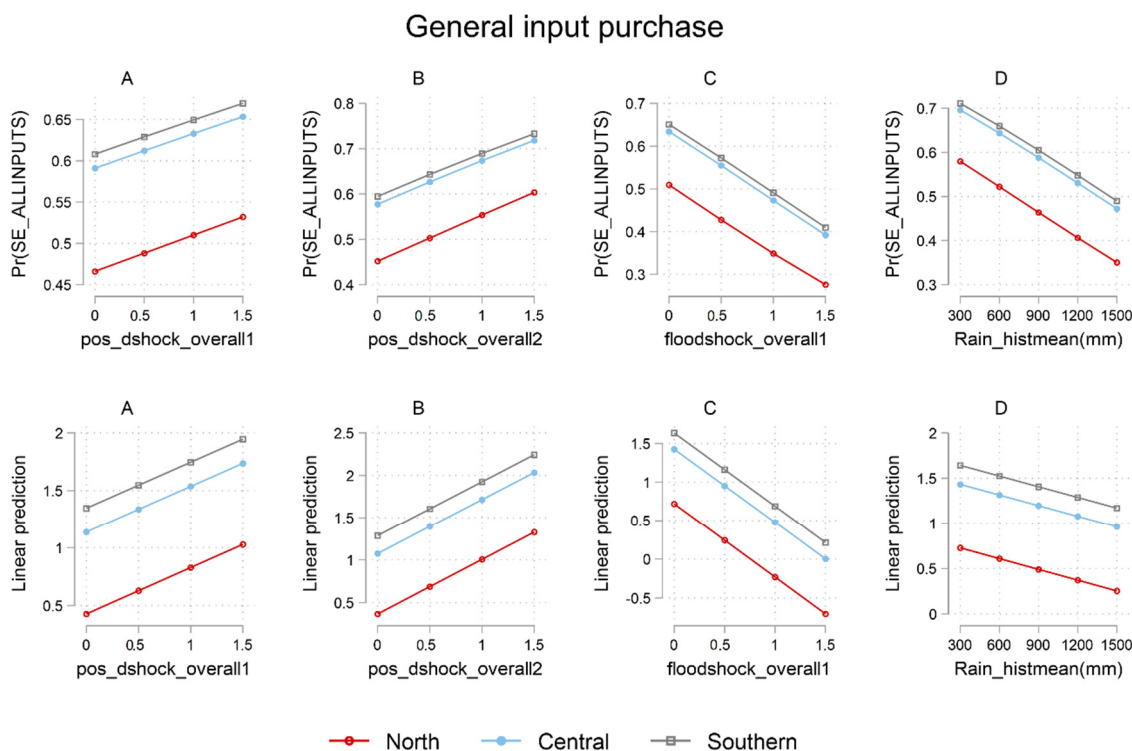 General input purchase
A
B
C
D
Pr(SE_ALLINPUTS)
0.65
0.6
0.55
0.5
0.45
0 0.5 1 1.5
pos_dshock_overall1
Pr(SE_ALLINPUTS)
0.8
0.7
0.6
0.5
0.4
0 0.5 1 1.5
pos_dshock_overall2
Pr(SE_ALLINPUTS)
0.7
0.6
0.5
0.4
0.3
0 0.5 1 1.5
floodshock_overall1
Pr(SE_ALLINPUTS)
0.7
0.6
0.5
0.4
0.3
300 600 900 1200 1500
Rain_histmean(mm)
A
B
C
D
Linear prediction
2
1.5
1
0.5
0 0.5 1 1.5
pos_dshock_overall1
Linear prediction
2.5
2
1.5
1
0.5
0 0.5 1 1.5
pos_dshock_overall2
Linear prediction
1.5
1
0.5
0
-0.5
0 0.5 1 1.5
floodshock_overall1
Linear prediction
2
1.5
1
0.5
0
300 600 900 1200 1500
Rain_histmean(mm)
North Central Southern